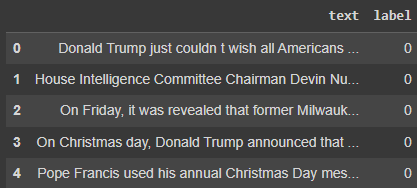 text label
0 Donald Trump just couldn t wish all Americans ... 0
1 House Intelligence Committee Chairman Devin Nu... 0
2 On Friday, it was revealed that former Milwauk... 0
3 On Christmas day, Donald Trump announced that ... 0
4 Pope Francis used his annual Christmas Day mes... 0